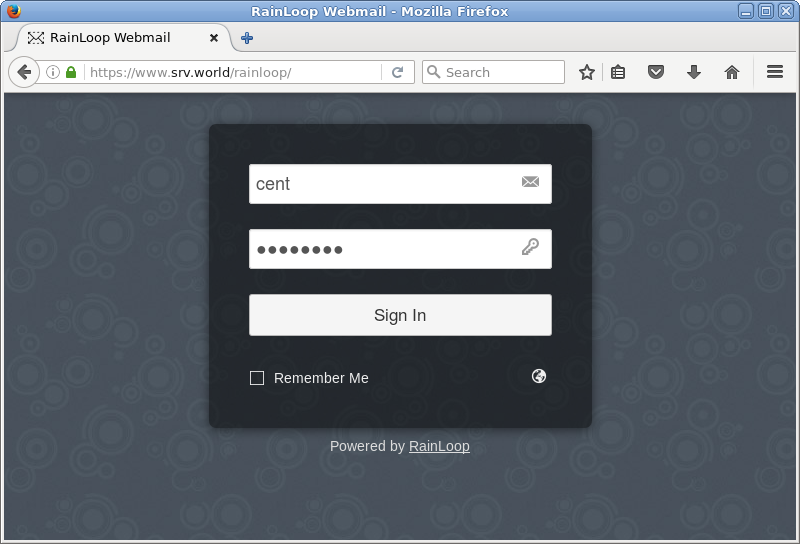 RainLoop Webmail - Mozilla Firefox
RainLoop Webmail
https://www.srv.world/rainloop/
Search
cent
●●●●●●●●
Sign In
Remember Me
Powered by RainLoop